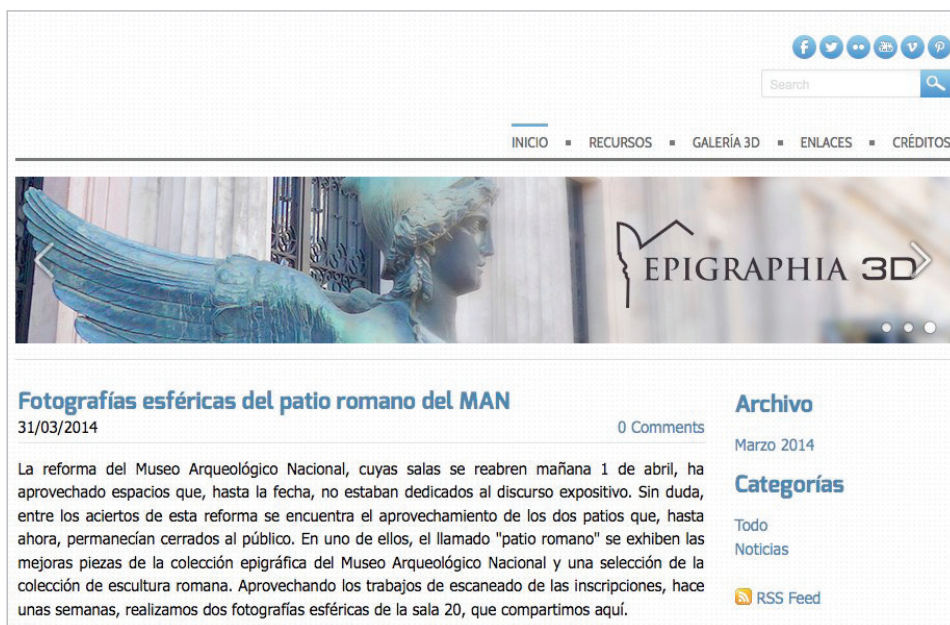 Search
INICIO ▪ RECURSOS ▪ GALERÍA 3D ▪ ENLACES ▪ CRÉDITOS
EPIGRAPHIA 3D
Fotografías esféricas del patio romano del MAN
31/03/2014
0 Comments
La reforma del Museo Arqueológico Nacional, cuyas salas se reabren mañana 1 de abril, ha
aprovechado espacios que, hasta la fecha, no estaban dedicados al discurso expositivo. Sin duda,
entre los aciertos de esta reforma se encuentra el aprovechamiento de los dos patios que, hasta
ahora, permanecían cerrados al público. En uno de ellos, el llamado "patio romano" se exhiben las
mejores piezas de la colección epigráfica del Museo Arqueológico Nacional y una selección de la
colección de escultura romana. Aprovechando los trabajos de escaneado de las inscripciones, hace
unas semanas, realizamos dos fotografías esféricas de la sala 20, que compartimos aquí.
Archivo
Marzo 2014
Categorías
Todo
Noticias
RSS Feed